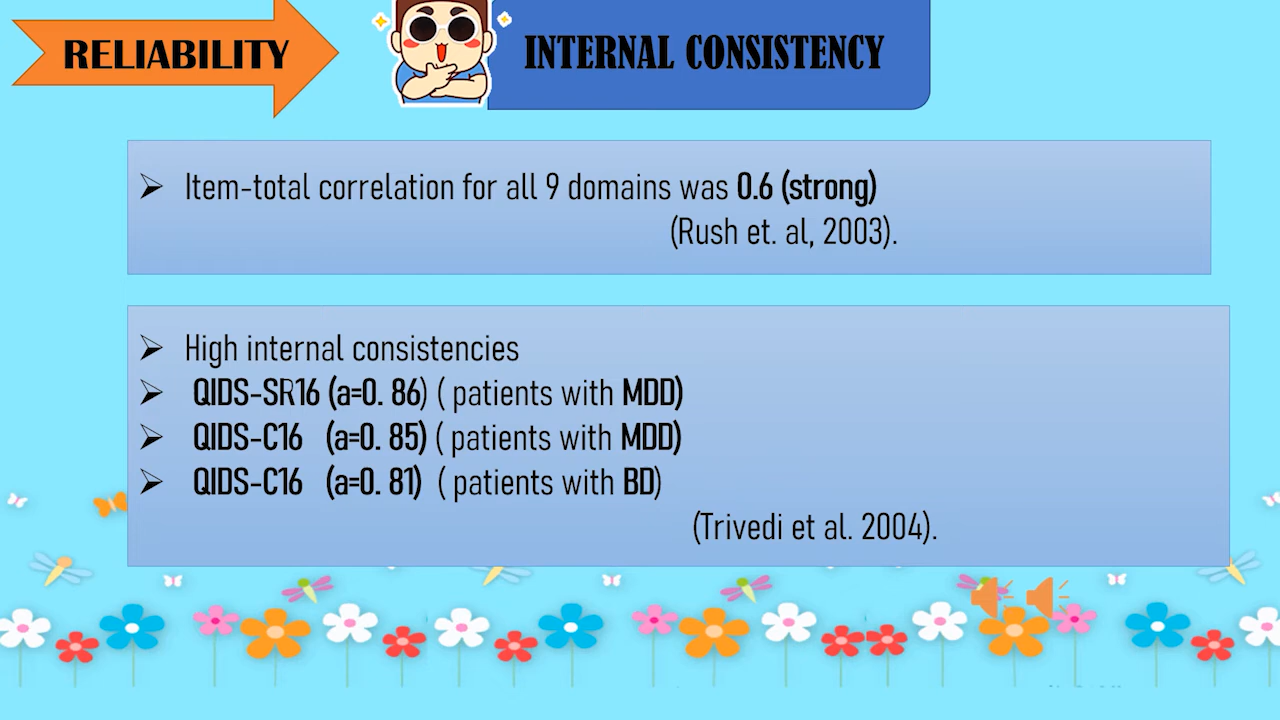 RELIABILITY
INTERNAL CONSISTENCY
➢ Item-total correlation for all 9 domains was 0.6 (strong)
(Rush et. al, 2003).
➢ High internal consistencies
➢ QIDS-SR16 (a=0. 86) ( patients with MDD)
➢ QIDS-C16 (a=0. 85) ( patients with MDD)
➢ QIDS-C16 (a=0. 81) ( patients with BD)
(Trivedi et al. 2004).